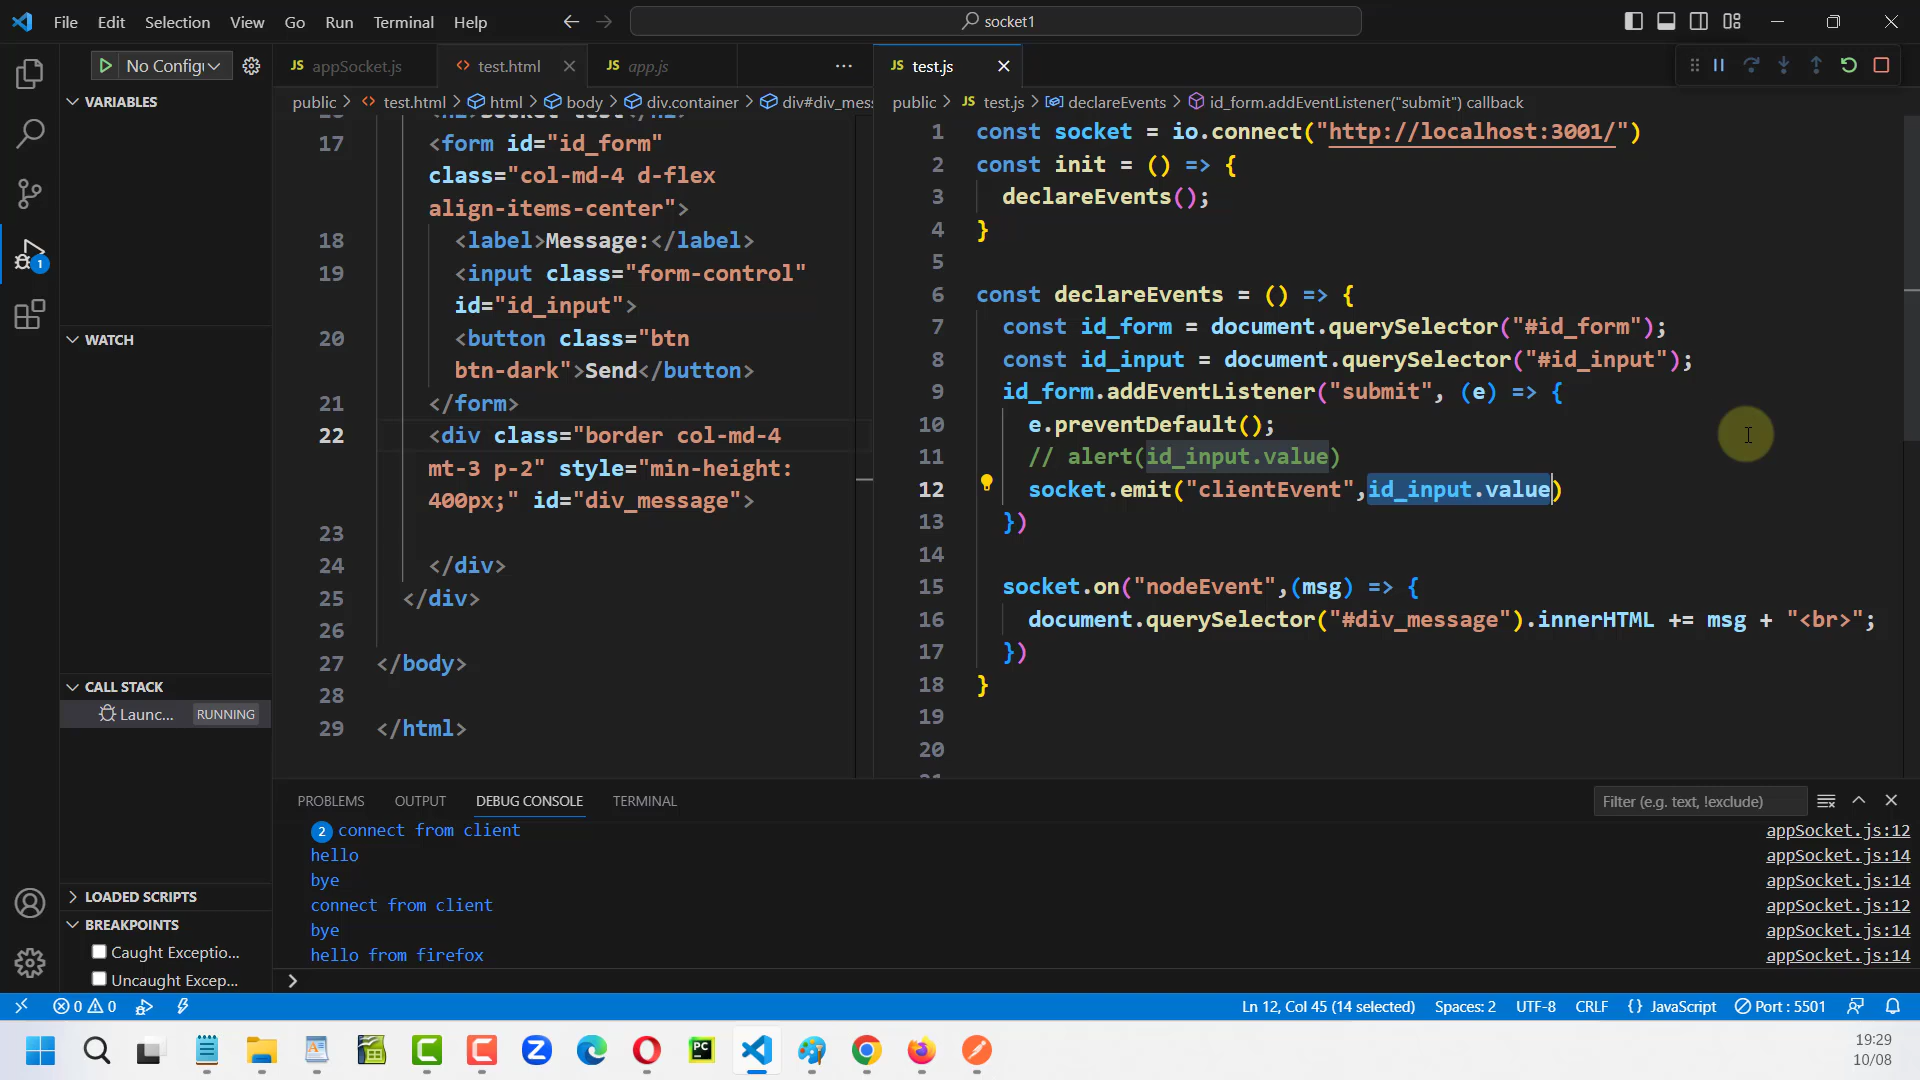 File Edit Selection View Go Run Terminal Help
socket1
No Config
JS appSocket.js
<> test.html
JS app.js
...
JS test.js
VARIABLES
public > <> test.html > html > body > div.container > div#div_mess
public > JS test.js > declareEvents > id_form.addEventListener("submit") callback
17 <form id="id_form"
class="col-md-4 d-flex
align-items-center">
18 <label>Message:</label>
19 <input class="form-control"
id="id_input">
20 <button class="btn
btn-dark">Send</button>
21 </form>
22 <div class="border col-md-4
mt-3 p-2" style="min-height:
400px;" id="div_message">
23
24 </div>
25 </div>
26
27 </body>
28
29 </html>
1 const socket = io.connect("http://localhost:3001/")
2 const init = () => {
3 declareEvents();
4 }
5
6 const declareEvents = () => {
7 const id_form = document.querySelector("#id_form");
8 const id_input = document.querySelector("#id_input");
9 id_form.addEventListener("submit", (e) => {
10 e.preventDefault();
11 // alert(id_input.value)
12 socket.emit("clientEvent",id_input.value)
13 })
14
15 socket.on("nodeEvent",(msg) => {
16 document.querySelector("#div_message").innerHTML += msg + "<br>";
17 })
18 }
19
20
WATCH
CALL STACK
Launc... RUNNING
LOADED SCRIPTS
BREAKPOINTS
Caught Exceptio...
Uncaught Excep...
1
PROBLEMS OUTPUT DEBUG CONSOLE TERMINAL
Filter (e.g. text, !exclude)
2 connect from client appSocket.js:12
hello appSocket.js:14
bye appSocket.js:14
connect from client appSocket.js:12
bye appSocket.js:14
hello from firefox appSocket.js:14
>
0 0
Ln 12, Col 45 (14 selected) Spaces: 2 UTF-8 CRLF {} JavaScript Port : 5501
C C Z PC
19:29
10/08